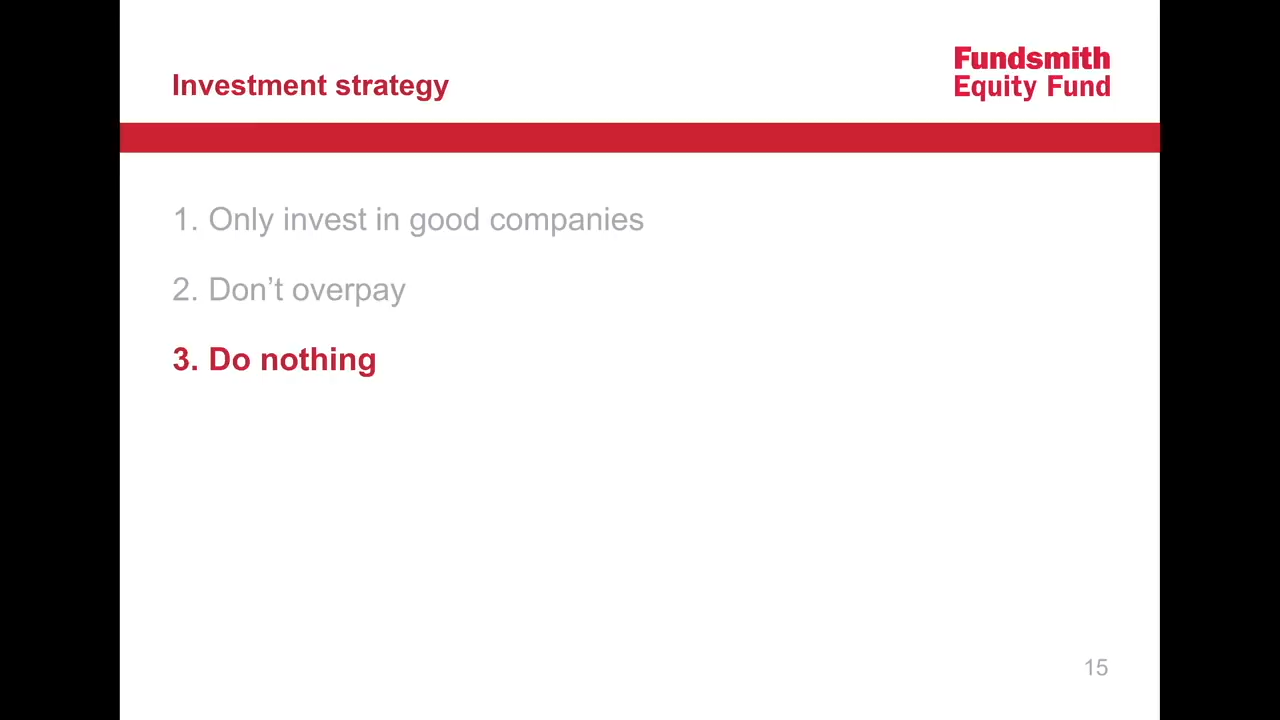 Investment strategy
Fundsmith
Equity Fund
1. Only invest in good companies
2. Don’t overpay
3. Do nothing
15